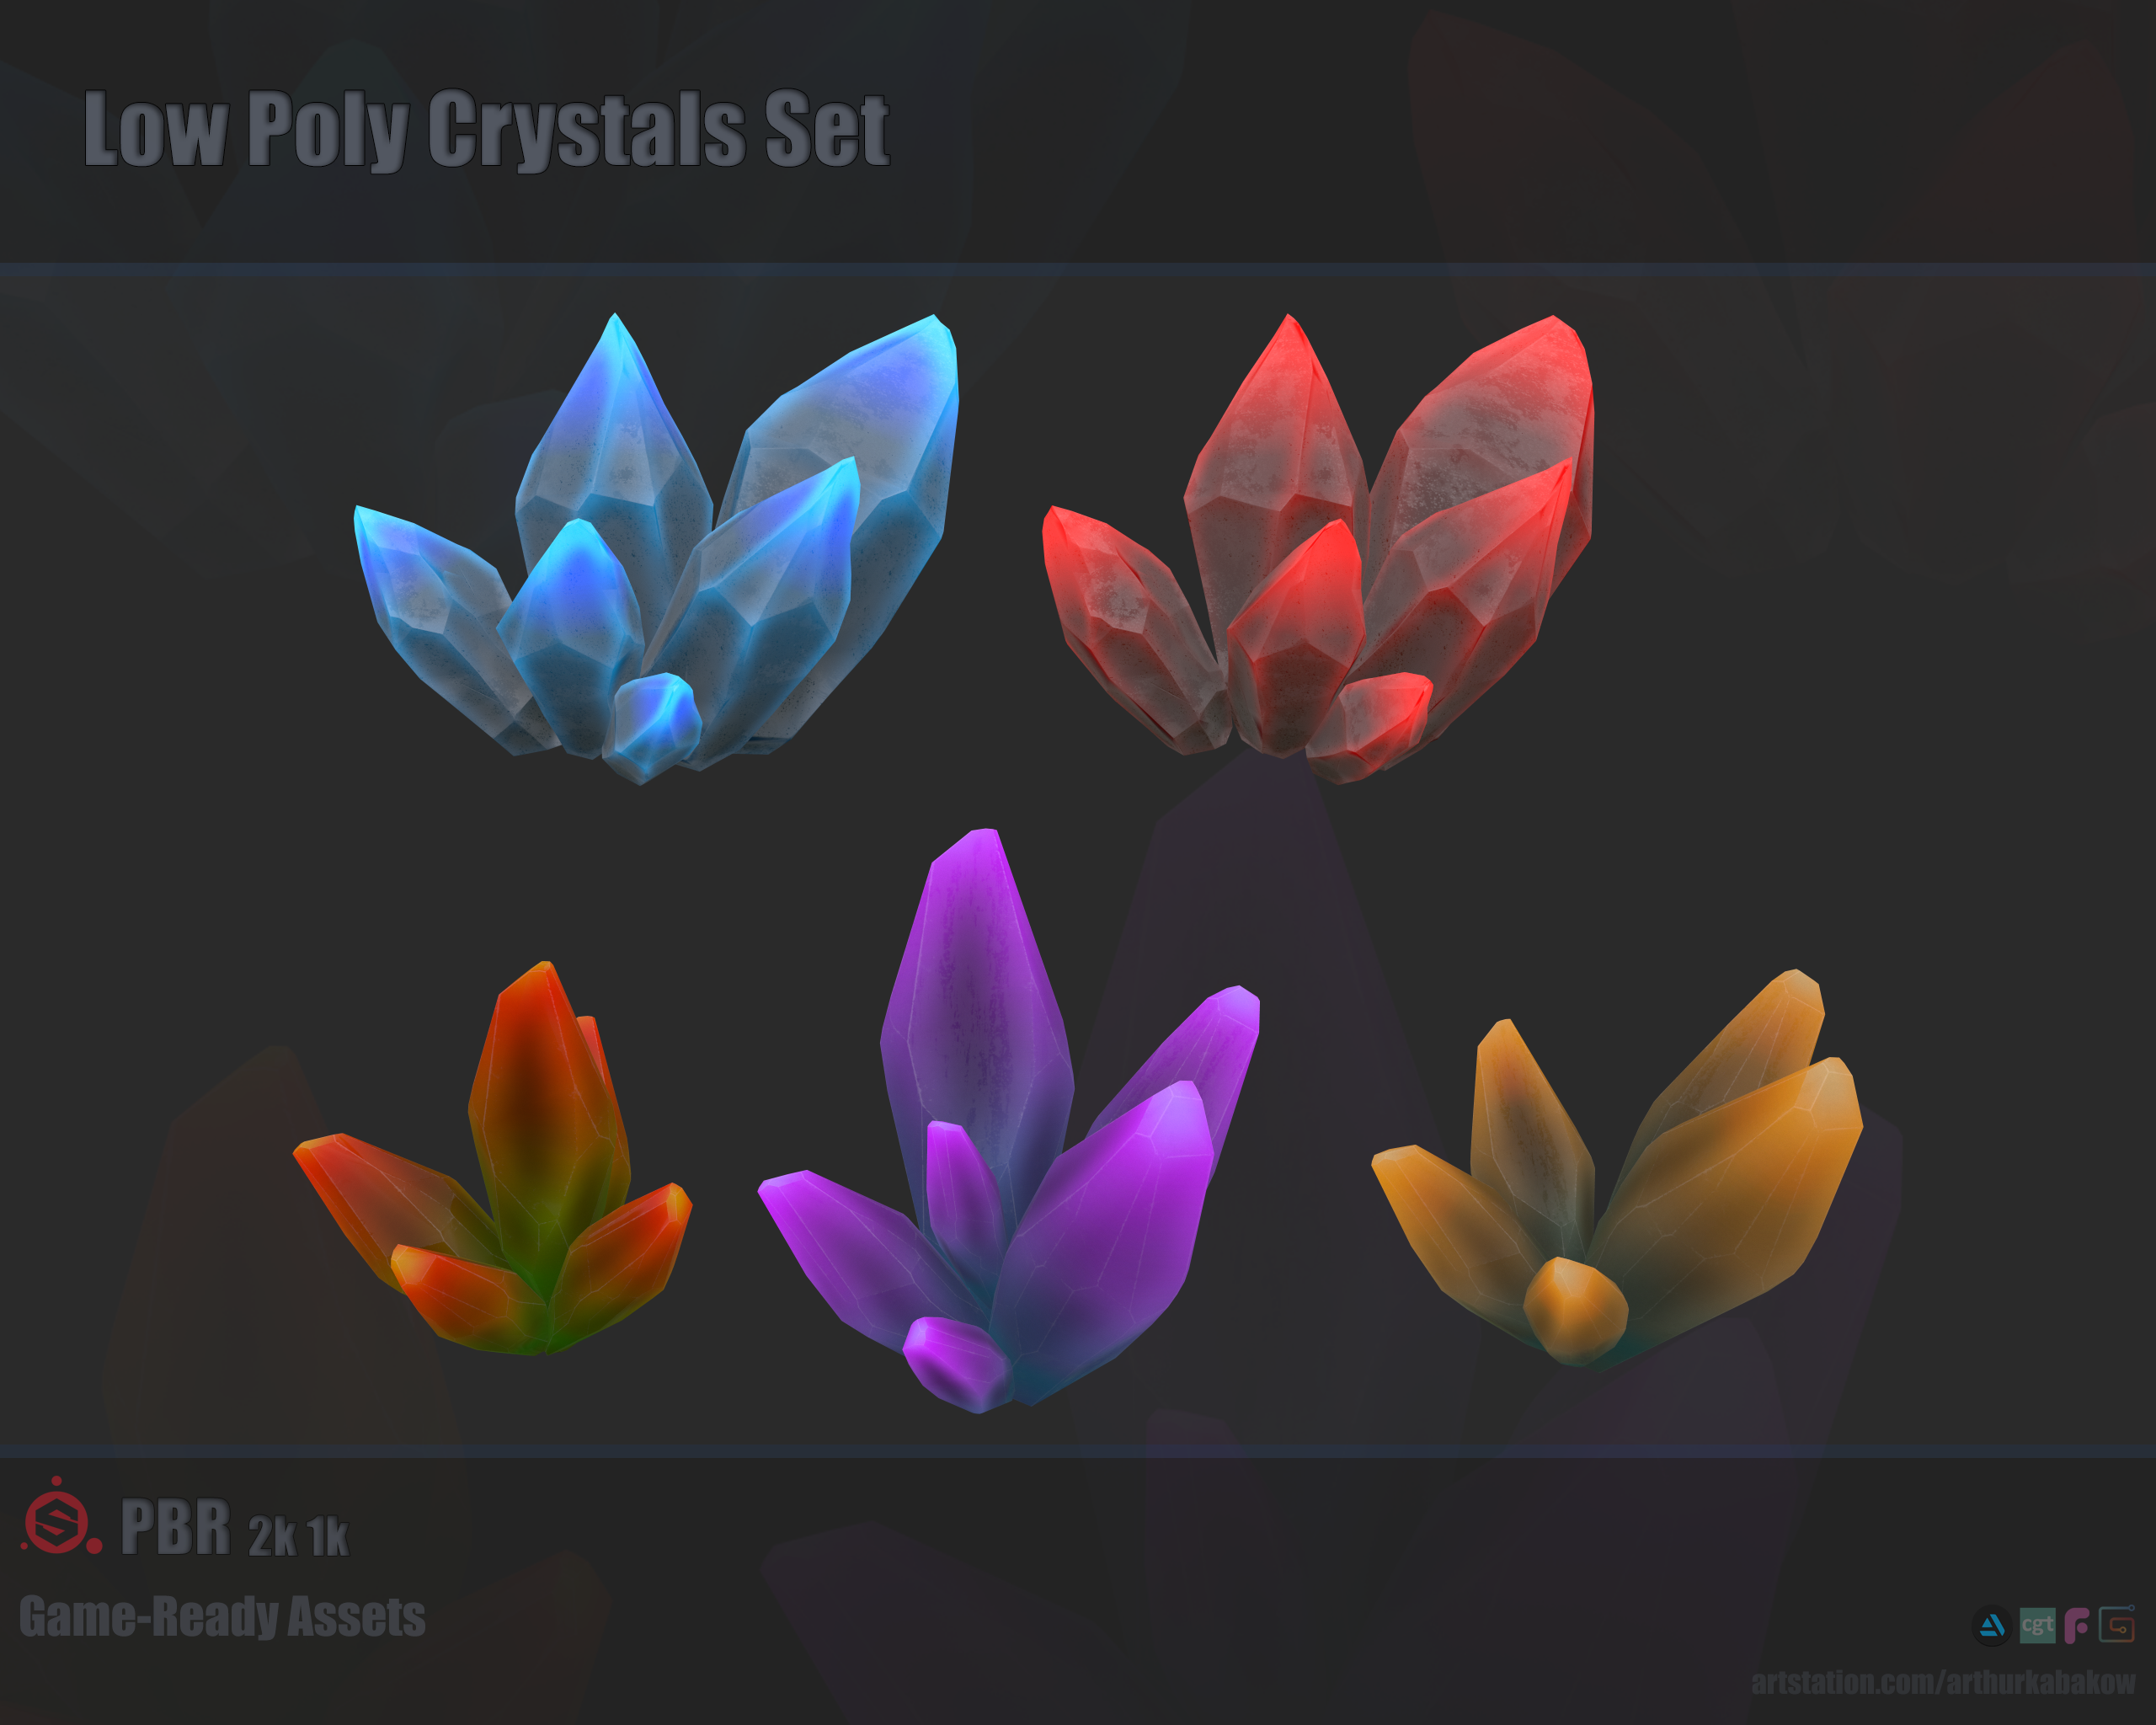 Low Poly Crystals Set
PBR 2k 1k
Game-Ready Assets
cgt
artstation.com/arthurkabakow